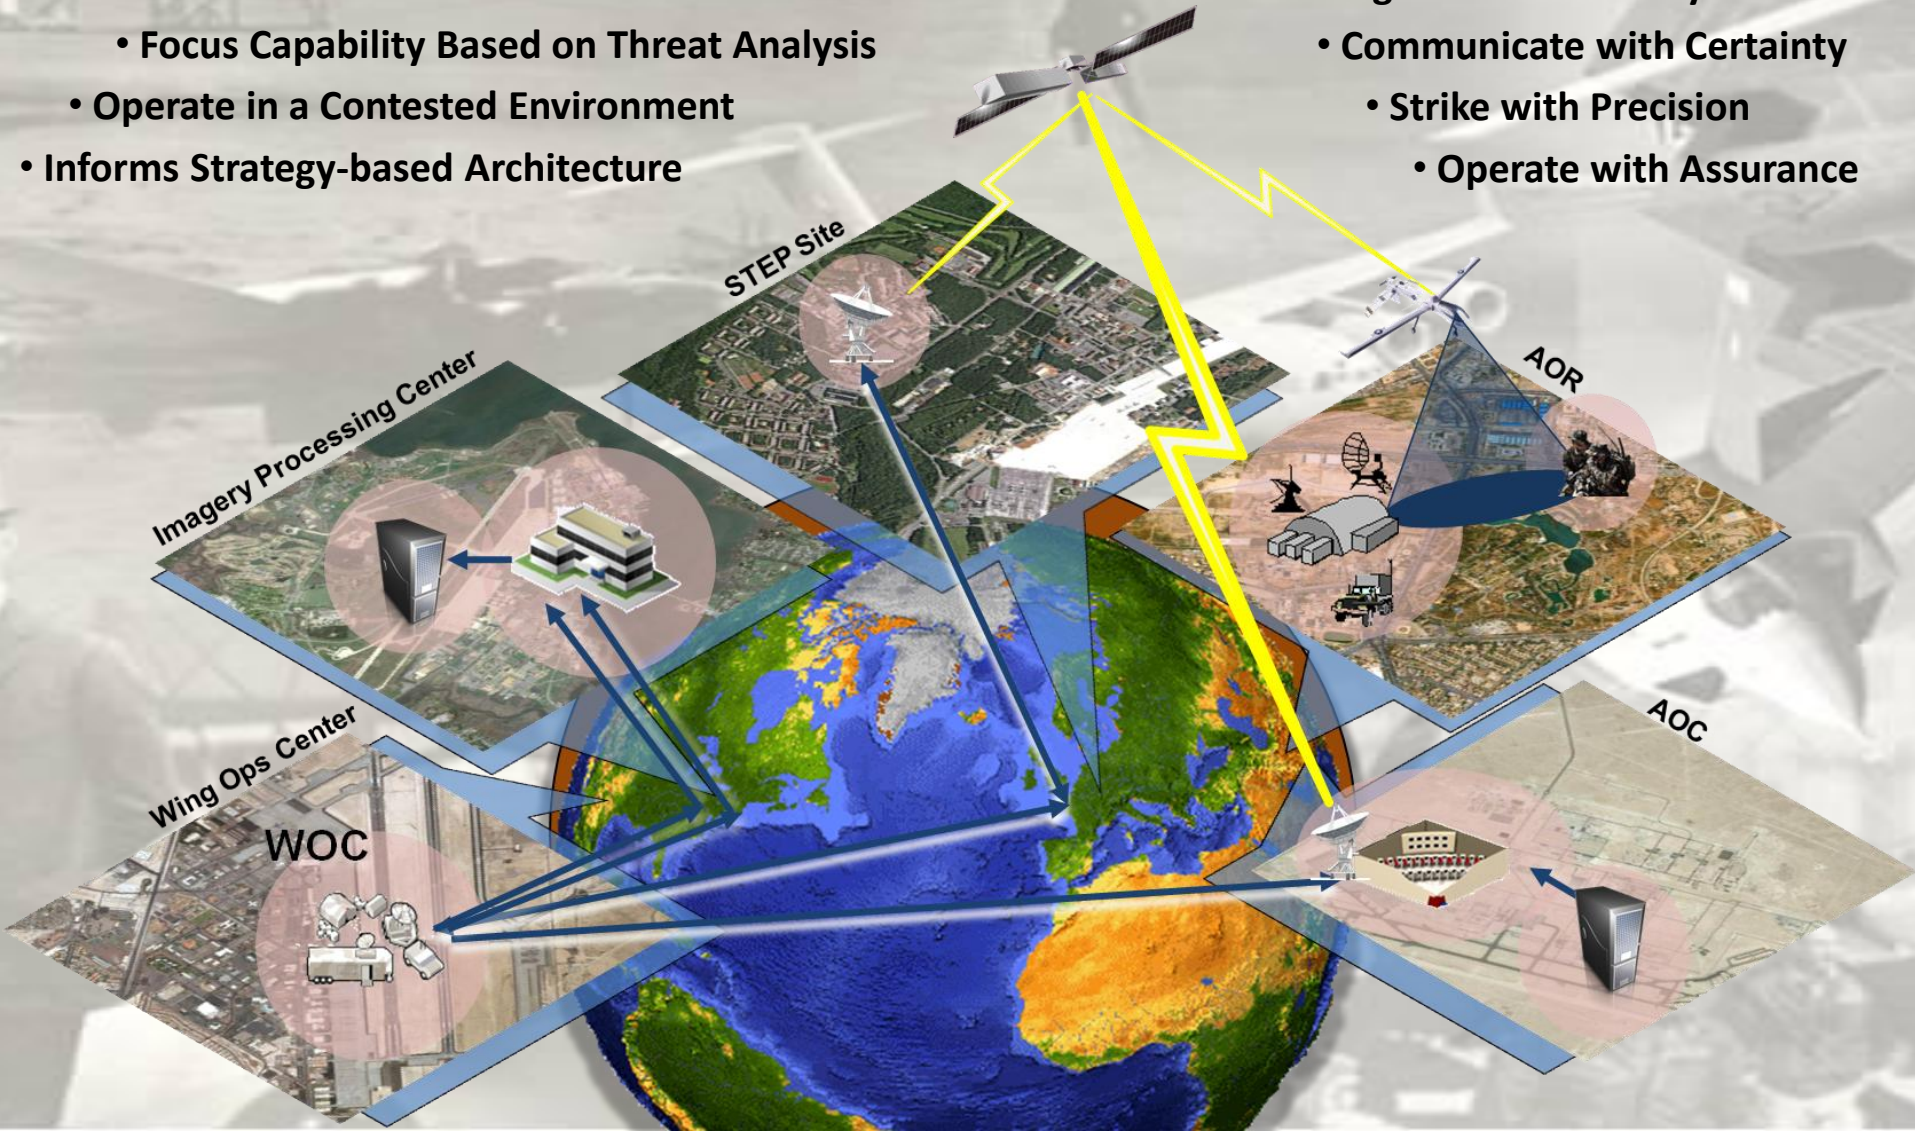 • Focus Capability Based on Threat Analysis
• Operate in a Contested Environment
• Informs Strategy-based Architecture
• Communicate with Certainty
• Strike with Precision
• Operate with Assurance
STEP Site
Imagery Processing Center
AOR
Wing Ops Center
WOC
AOC